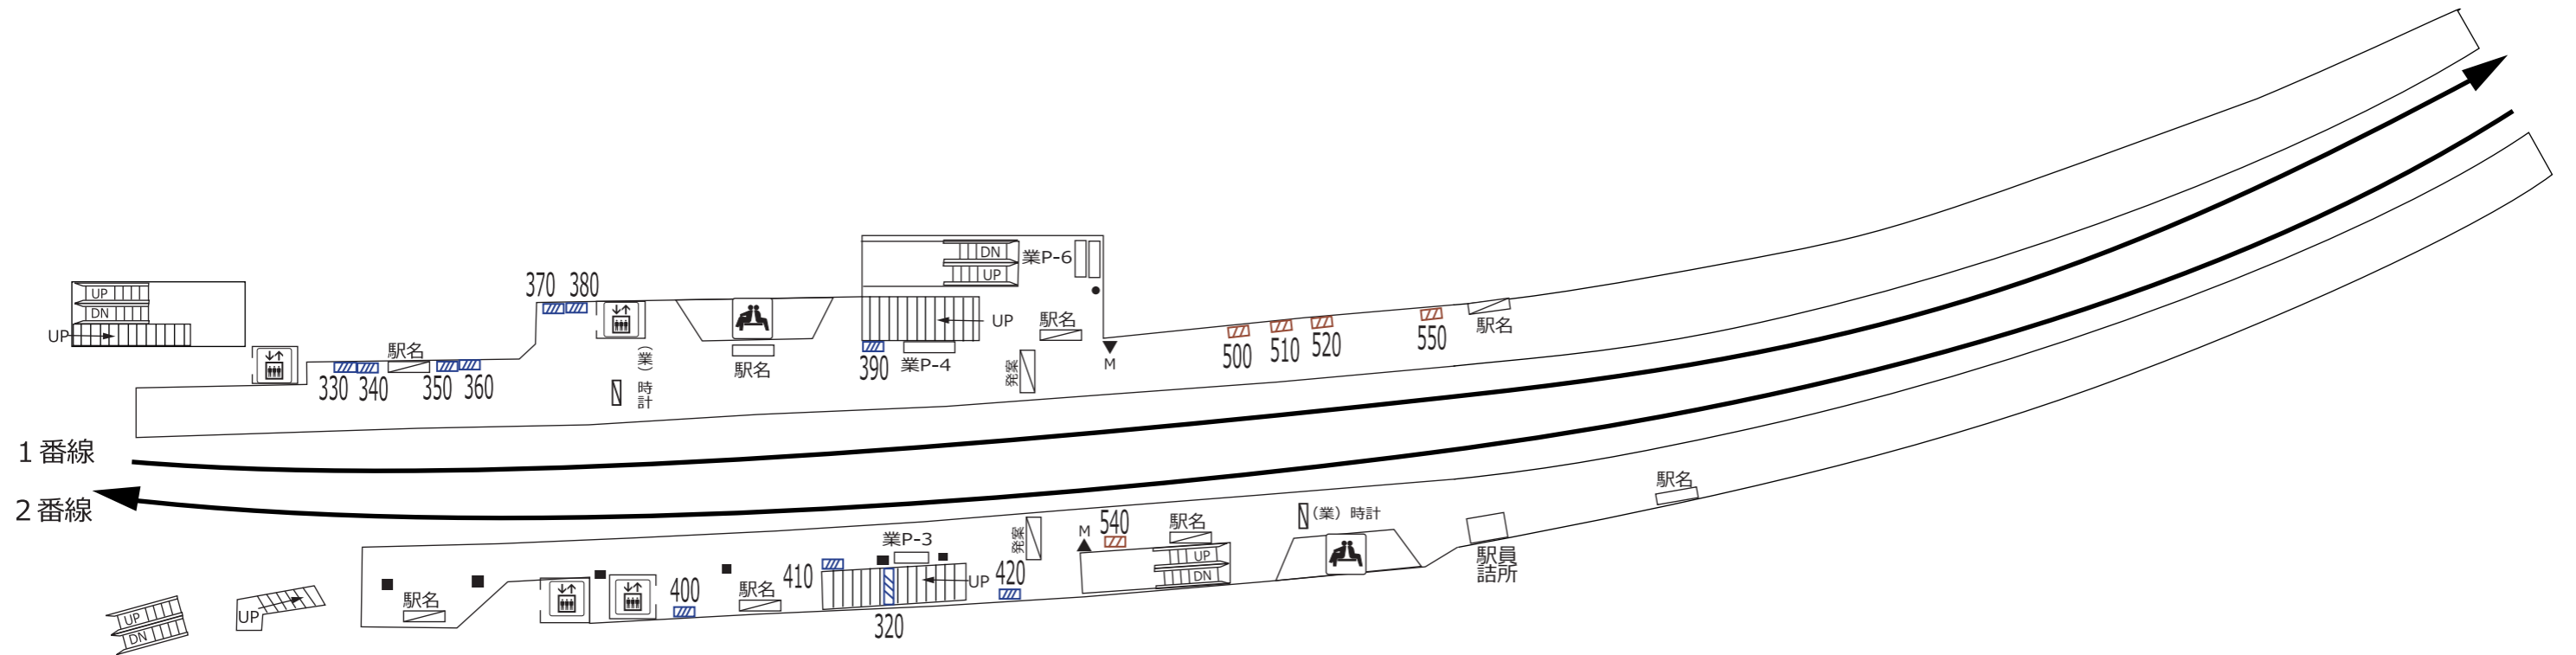 370 380
DN
UP
業P-6
UP
DN
UP
UP
駅名
M
駅名
業P-4
390
(業)時計
駅名
発案
500 510 520 550
駅名
330 340 350 360
1番線
2番線
駅名
(業)時計
駅員
詰所
540
M
駅名
発案
業P-3
UP
DN
410
UP
420
400
駅名
320
駅名
UP
UP
DN